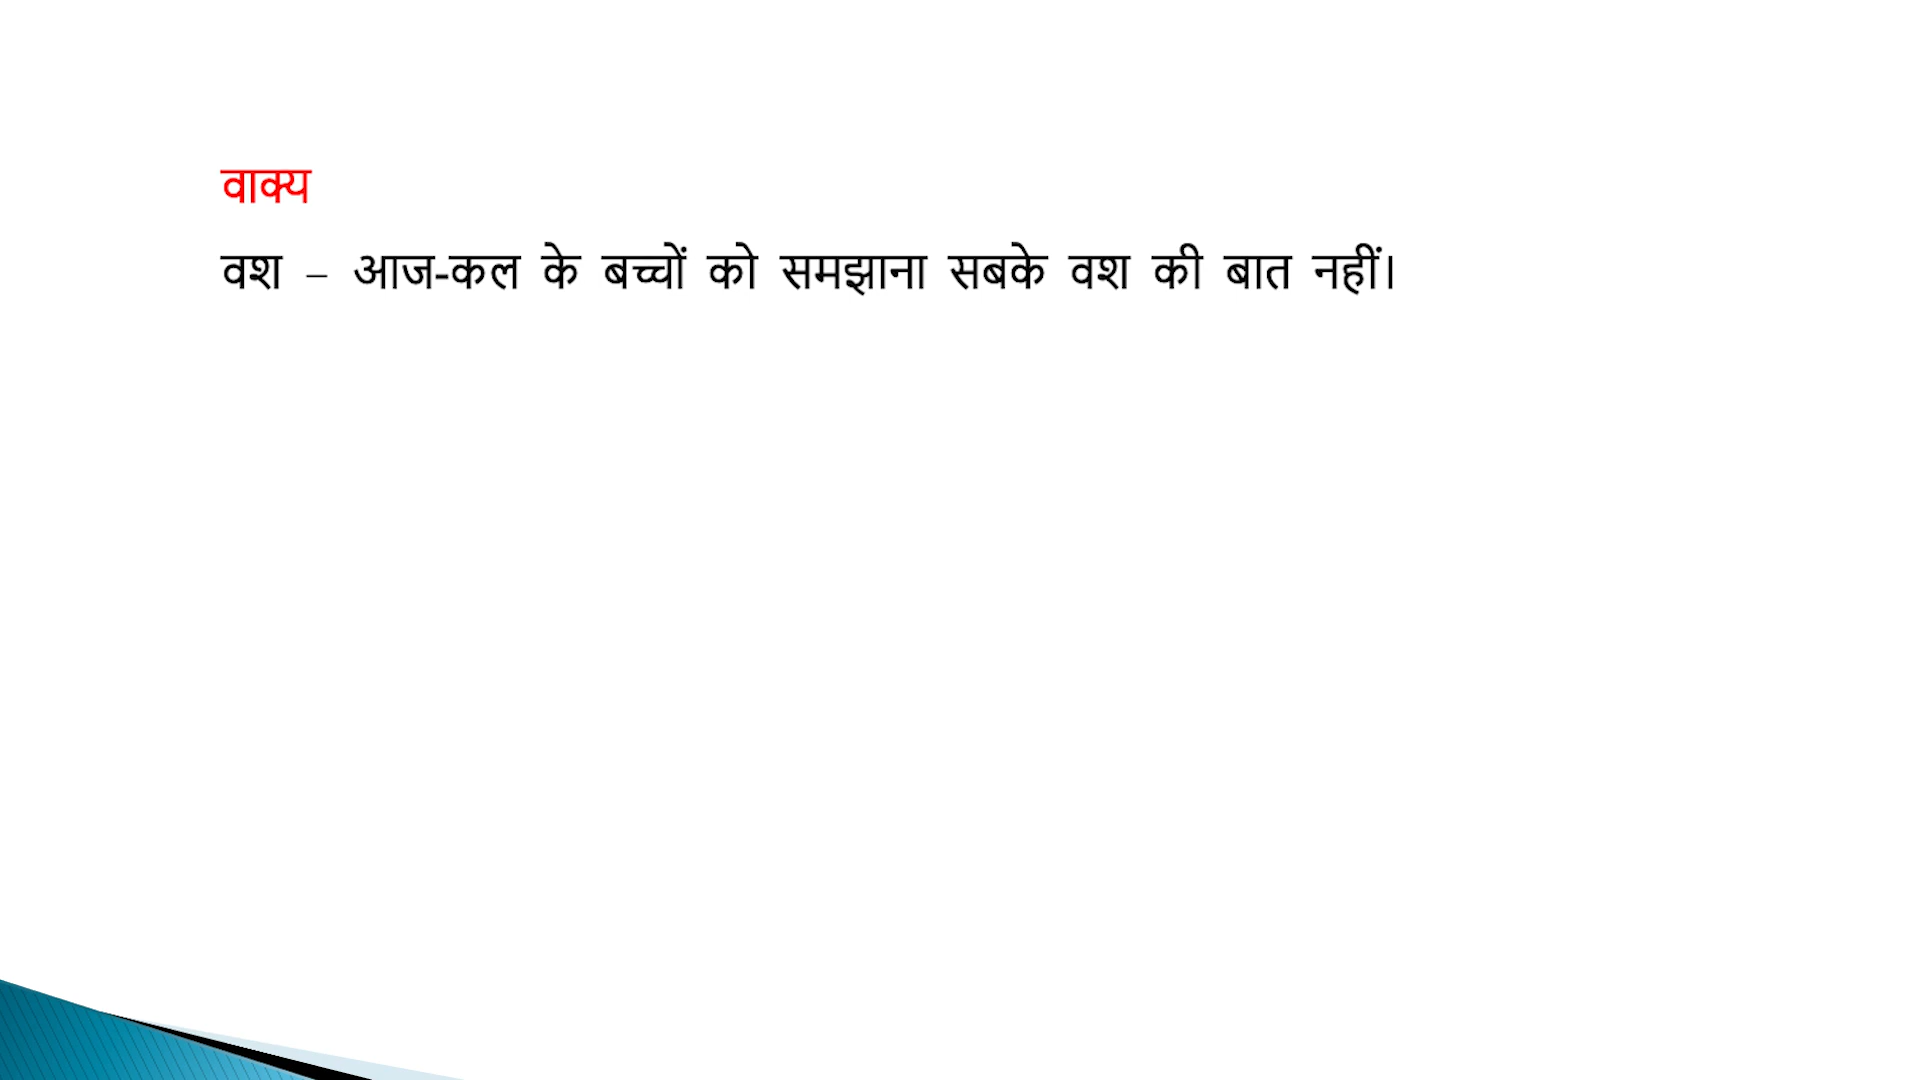 वाक्य
वश – आज-कल के बच्चों को समझाना सबके वश की बात नहीं।